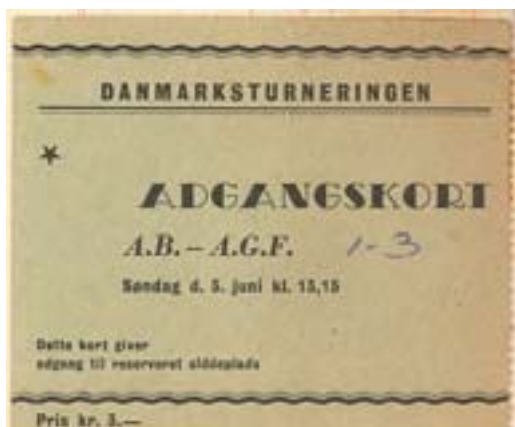 DANMARKSTURNERINGEN
ADGANGSKORT
A.B. – A.G.F. 1-3
Søndag d. 5. juni kl. 13,15
Dette kort giver
adgang til reserveret siddeplads
Pris kr. 3.—